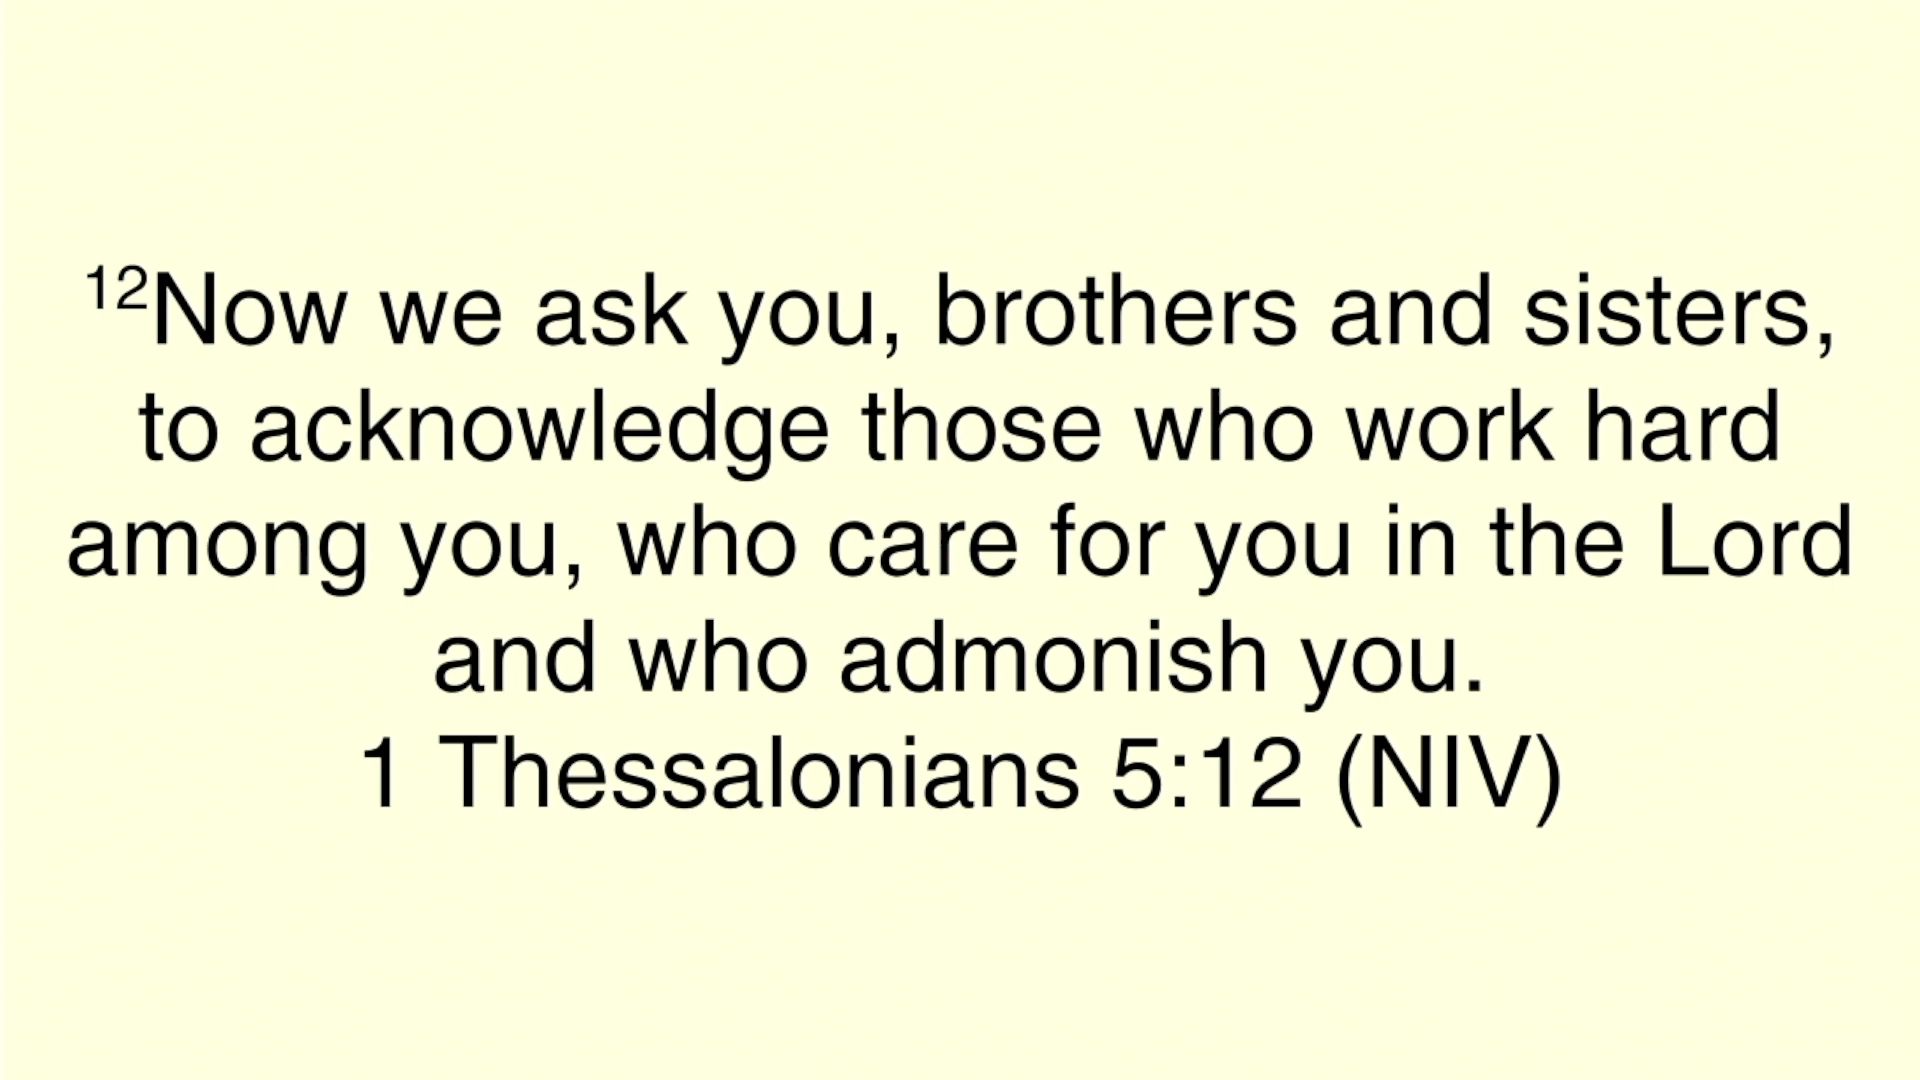 ¹²Now we ask you, brothers and sisters,
to acknowledge those who work hard
among you, who care for you in the Lord
and who admonish you.
1 Thessalonians 5:12 (NIV)